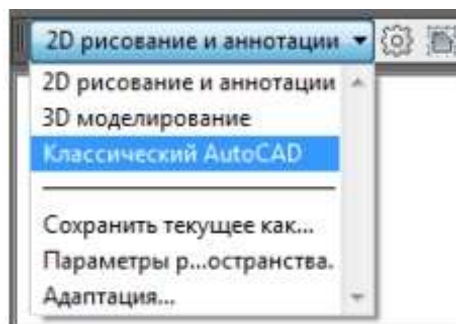 2D рисование и аннотации
2D рисование и аннотации
3D моделирование
Классический AutoCAD
Сохранить текущее как...
Параметры р...остранства.
Адаптация...